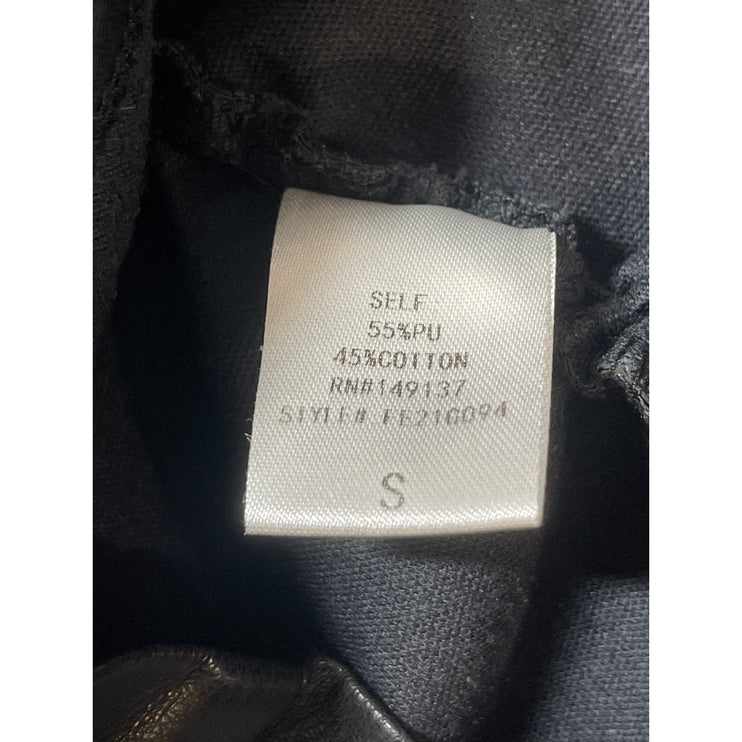 SELF:
55%PU
45%COTTON
RN#149137
STYLE# FE21G094
S